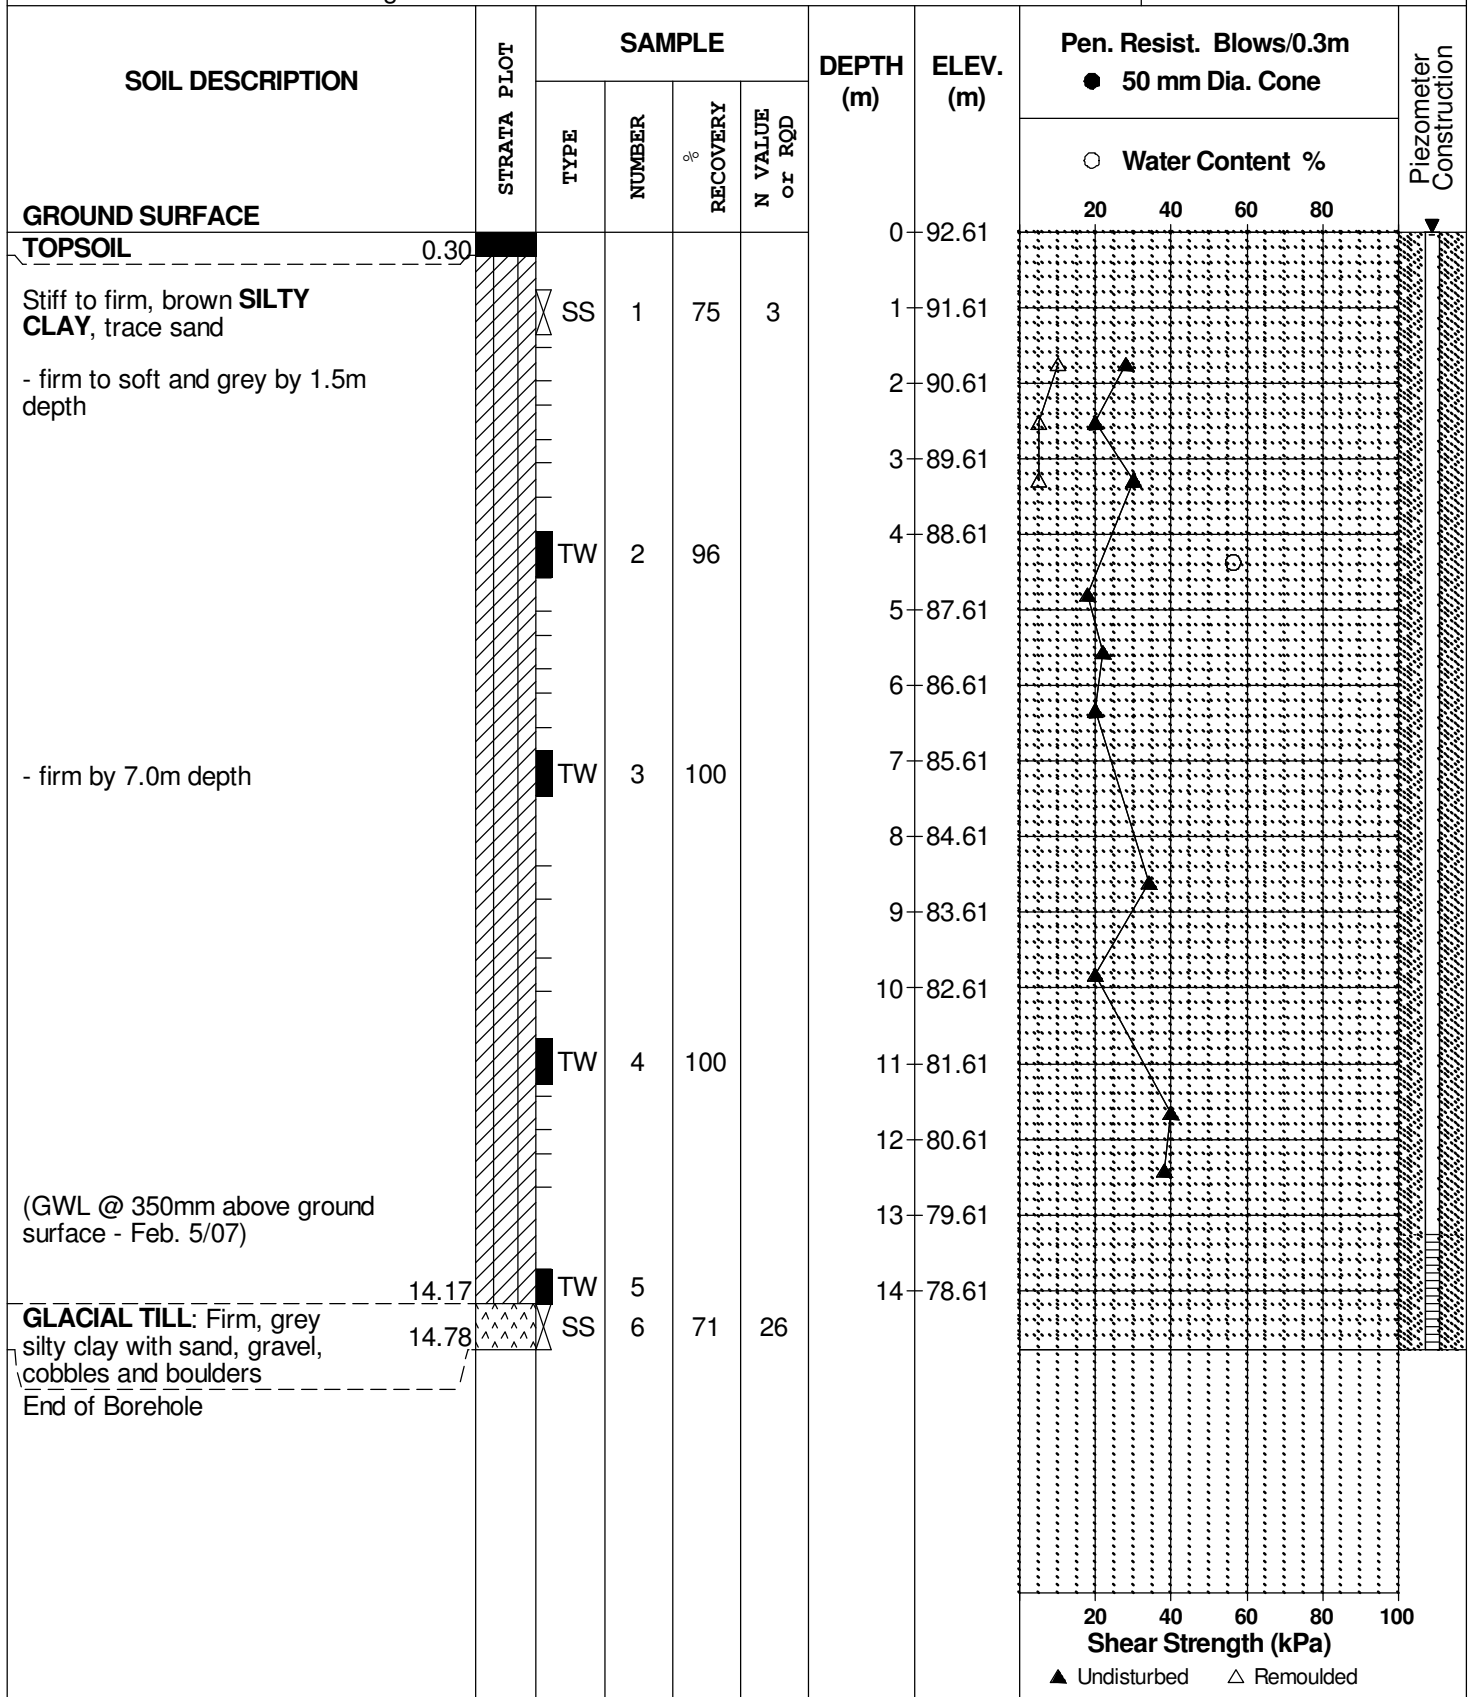 SOIL DESCRIPTION
STRATA PLOT
SAMPLE
TYPE
NUMBER
%
RECOVERY
N VALUE
or RQD
DEPTH
(m)
ELEV.
(m)
Pen. Resist. Blows/0.3m
● 50 mm Dia. Cone
○ Water Content %
Piezometer
Construction
20 40 60 80
GROUND SURFACE
0 92.61
TOPSOIL 0.30
Stiff to firm, brown SILTY
CLAY, trace sand
SS 1 75 3
1 91.61
- firm to soft and grey by 1.5m
depth
2 90.61
3 89.61
4 88.61
TW 2 96
5 87.61
6 86.61
7 85.61
- firm by 7.0m depth
TW 3 100
8 84.61
9 83.61
10 82.61
11 81.61
TW 4 100
12 80.61
(GWL @ 350mm above ground
surface - Feb. 5/07)
13 79.61
14.17
TW 5
14 78.61
GLACIAL TILL: Firm, grey
silty clay with sand, gravel,
cobbles and boulders
14.78
SS 6 71 26
End of Borehole
20 40 60 80 100
Shear Strength (kPa)
▲ Undisturbed △ Remoulded